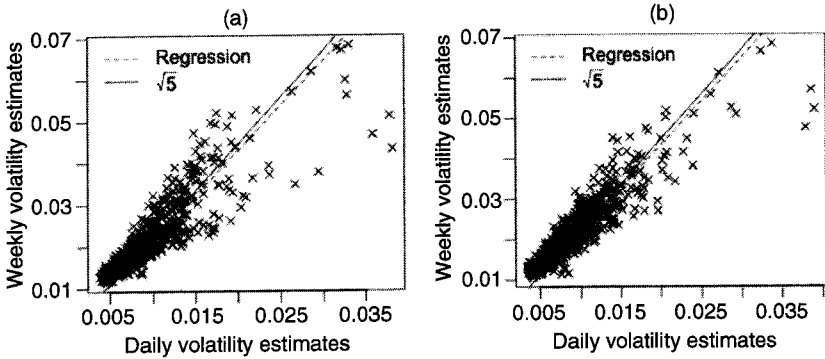 (a)
Weekly volatility estimates
0.07
0.05
0.03
0.01
Regression
√5
0.005
0.015
0.025
0.035
Daily volatility estimates
(b)
Weekly volatility estimates
0.07
0.05
0.03
0.01
Regression
√5
0.005
0.015
0.025
0.035
Daily volatility estimates